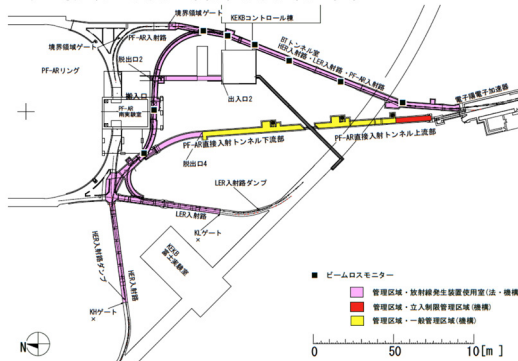 境界領域ゲート
KEKBコントロール棟
境界領域ゲート
PF-AR入射路
BTトンネル室
HER入射路・LER入射路・PF-AR入射路
PF-ARリング
脱出口2
搬入口
出入口2
電子陽電子加速器
PF-AR
PF-AR直接入射トンネル上流部
PF-AR直接入射トンネル下流部
脱出口4
LER入射路ダンプ
LER入射路
KLゲート
KEKB
富士実験室
HER入射路ダンプ
HER入射路
KHゲート
ビームロスモニター
管理区域・放射線発生装置使用室(法・機構
管理区域・立入制限管理区域(機構)
管理区域・一般管理区域(機構)
N
0 50 10[m ]